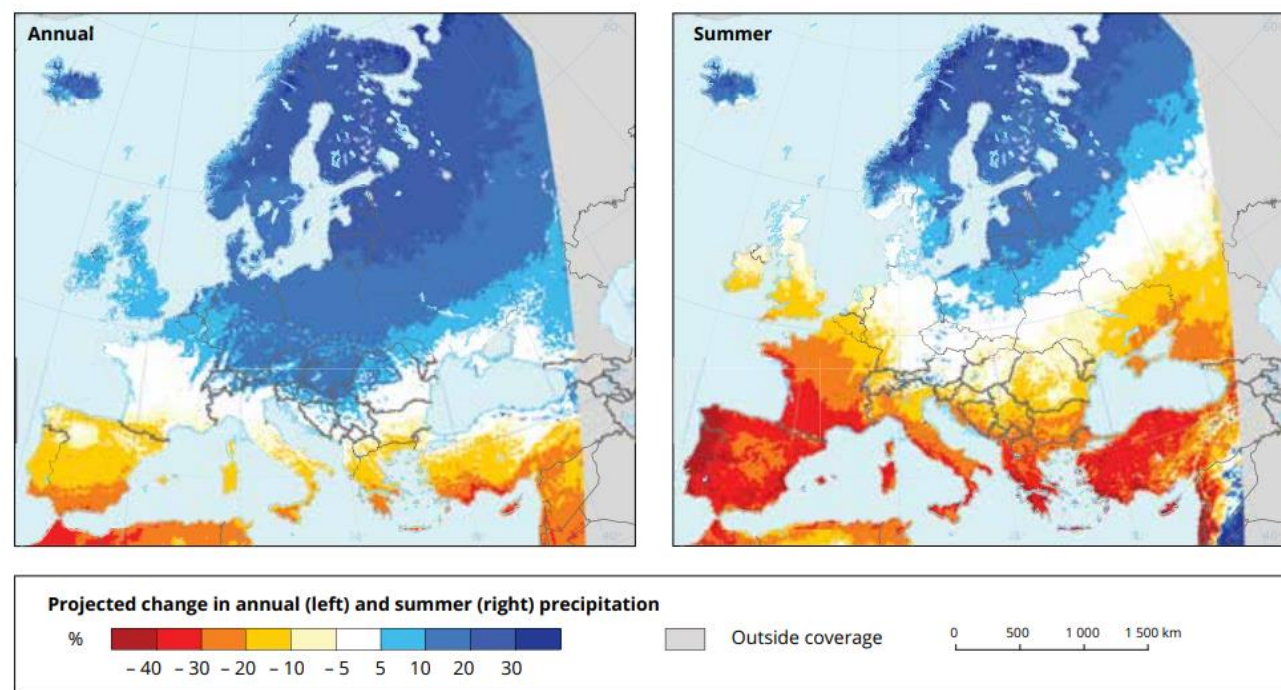 Annual
Summer
Projected change in annual (left) and summer (right) precipitation
%
– 40 – 30 – 20 – 10 – 5 5 10 20 30
Outside coverage
0 500 1 000 1 500 km